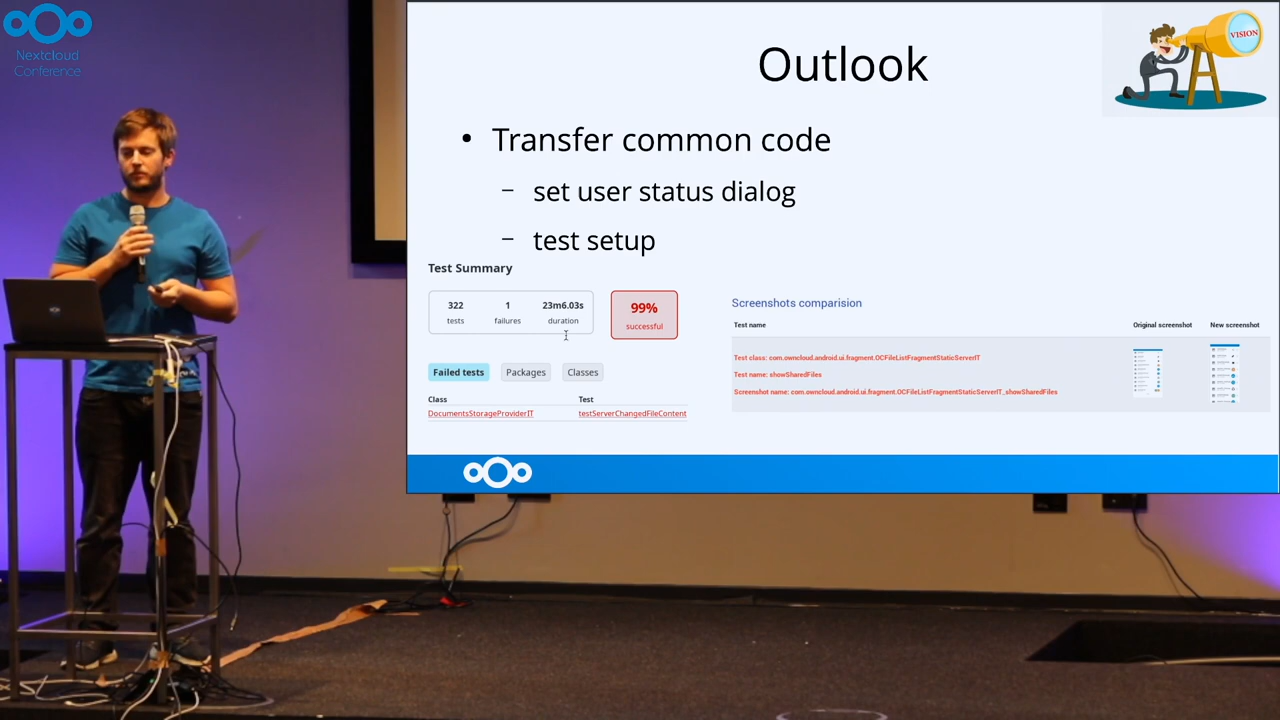 Nextcloud
Conference
Outlook
VISION
• Transfer common code
– set user status dialog
– test setup
Test Summary
322
tests
1
failures
23m6.03s
duration
99%
successful
Failed tests
Packages
Classes
Class
Test
DocumentsStorageProviderIT
testServerChangedFileContent
Screenshots comparision
Test name
Original screenshot
New screenshot
Test class: com.owncloud.android.ui.fragment.OCFileListFragmentStaticServerIT
Test name: showSharedFiles
Screenshot name: com.owncloud.android.ui.fragment.OCFileListFragmentStaticServerIT_showSharedFiles